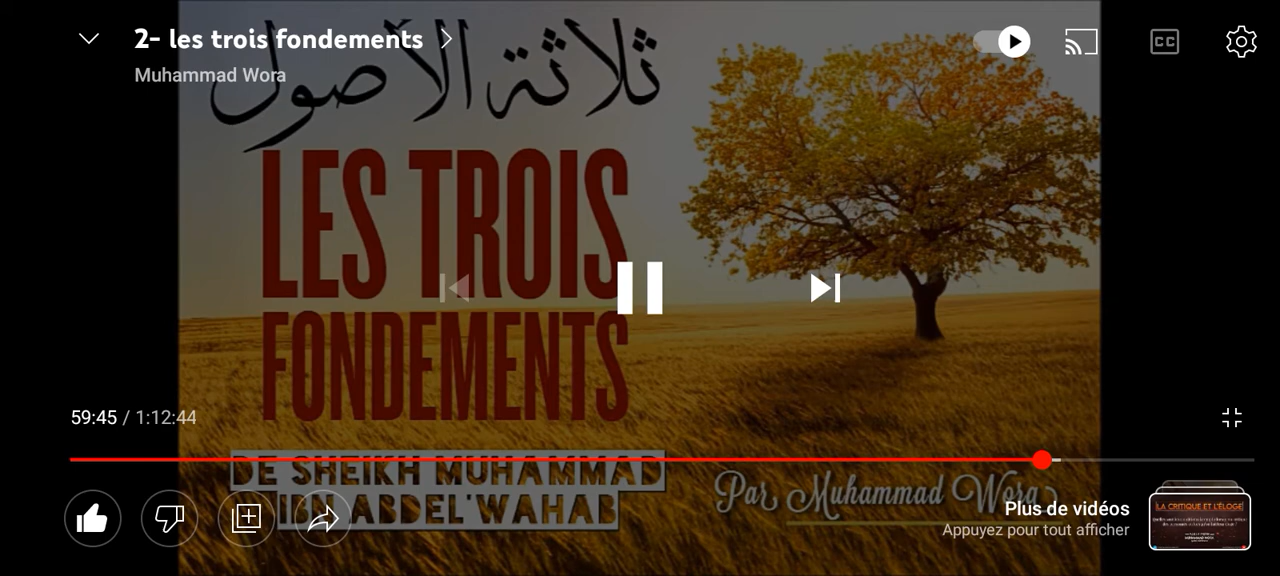 2- les trois fondements
Muhammad Wora
CC
ثلاثة الأصول
LES TROIS
FONDEMENTS
59:45 / 1:12:44
DE SHEIKH MUHAMMAD
ABDEL'WAHAB
Par Muhammad Wora
Plus de vidéos
Appuyez pour tout afficher
LA CRITIQUE ET L'ÉLOGE